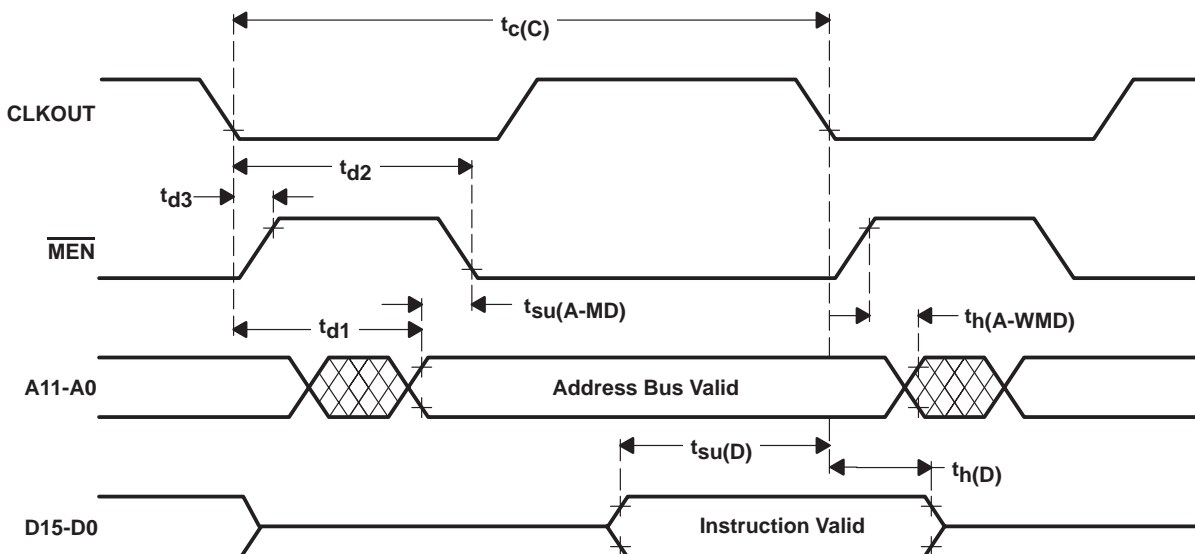 tc(C)
CLKOUT
td2
td3
MEN
tsu(A-MD)
td1
th(A-WMD)
A11-A0
Address Bus Valid
tsu(D)
th(D)
D15-D0
Instruction Valid